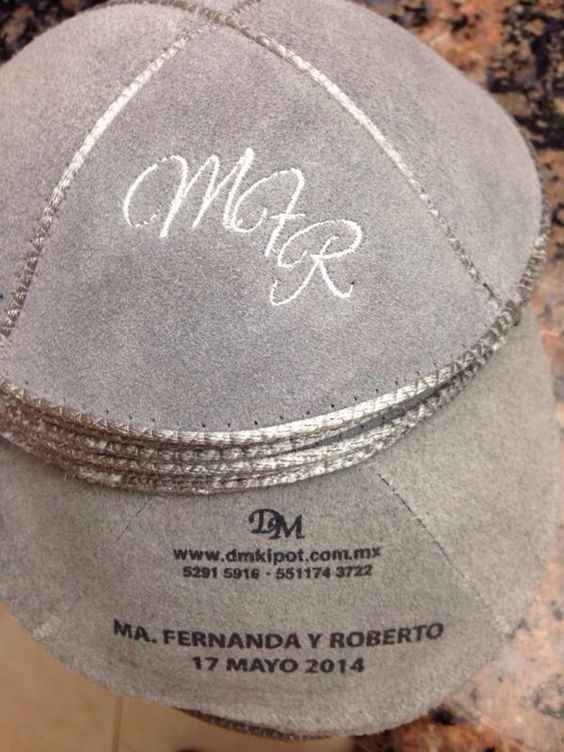 MFR
DM
www.dmkipot.com.mx
5291 5916 - 551174 3722
MA. FERNANDA Y ROBERTO
17 MAYO 2014